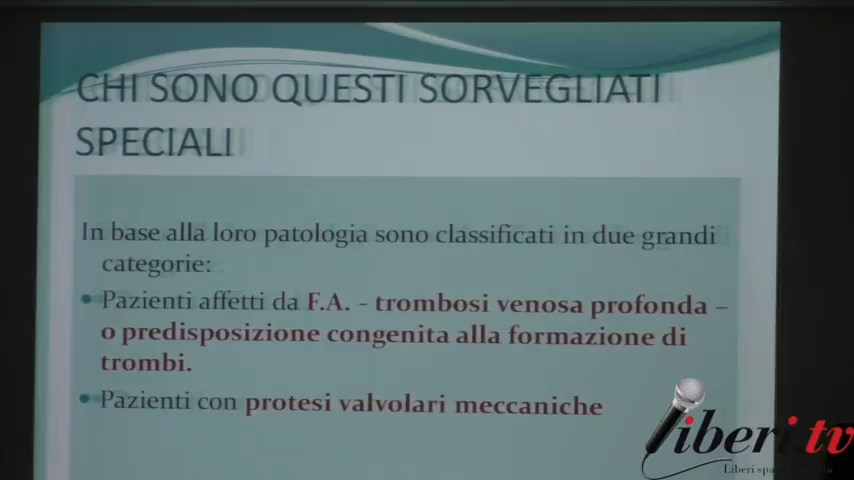 CHI SONO QUESTI SORVEGLIATI
SPECIALI
In base alla loro patologia sono classificati in due grandi
categorie:
• Pazienti affetti da F.A. - trombosi venosa profonda –
o predisposizione congenita alla formazione di
trombi.
• Pazienti con protesi valvolari meccaniche
liberi.tv
Liberi